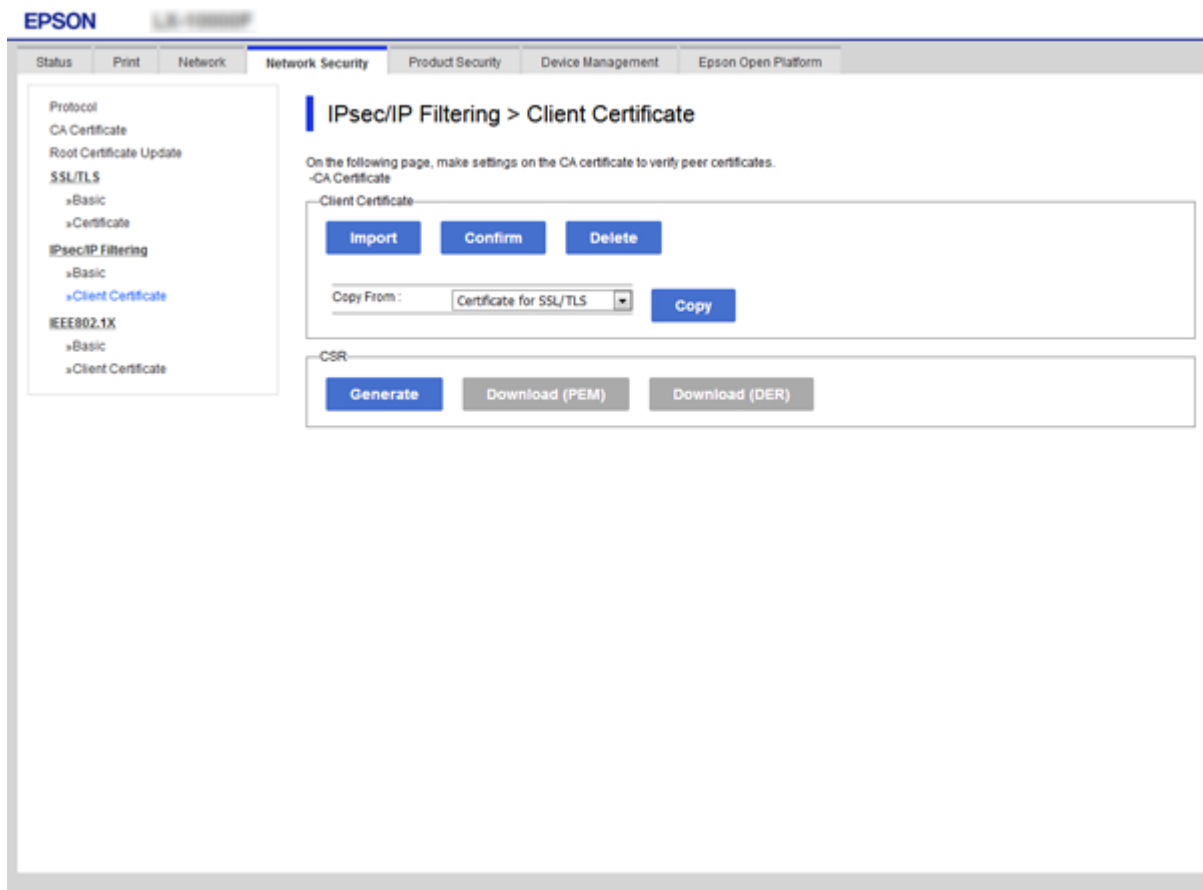 EPSON
Status Print Network Network Security Product Security Device Management Epson Open Platform
Protocol
CA Certificate
Root Certificate Update
SSL/TLS
»Basic
»Certificate
IPsec/IP Filtering
»Basic
»Client Certificate
IEEE802.1X
»Basic
»Client Certificate
IPsec/IP Filtering > Client Certificate
On the following page, make settings on the CA certificate to verify peer certificates.
-CA Certificate
Client Certificate
Import Confirm Delete
Copy From : Certificate for SSL/TLS Copy
CSR
Generate Download (PEM) Download (DER)